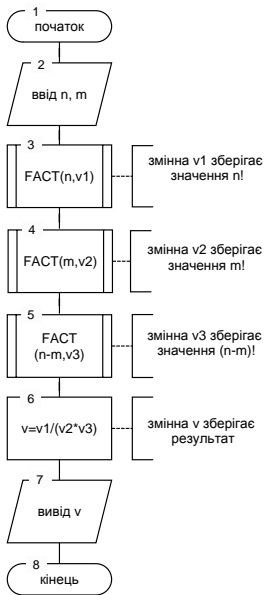 1
початок
2
ввід n, m
3
FACT(n,v1)
змінна v1 зберігає
значення n!
4
FACT(m,v2)
змінна v2 зберігає
значення m!
5
FACT
(n-m,v3)
змінна v3 зберігає
значення (n-m)!
6
v=v1/(v2*v3)
змінна v зберігає
результат
7
вивід v
8
кінець